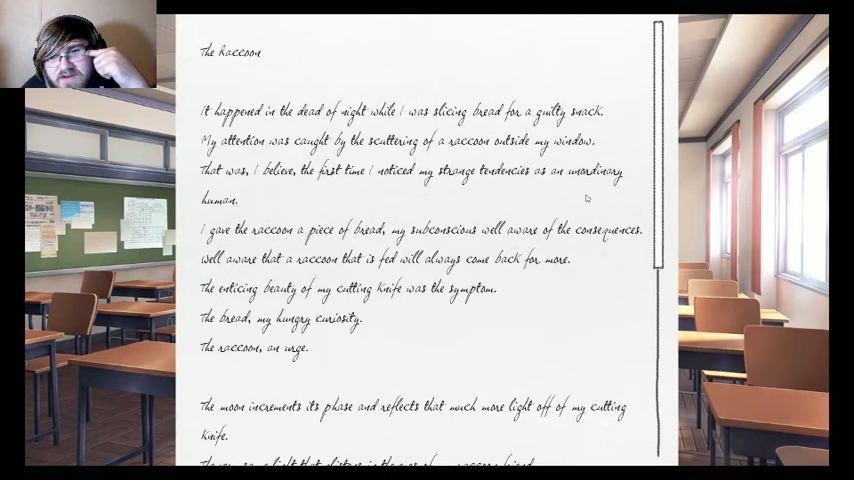 The Raccoon
It happened in the dead of night while I was slicing bread for a guilty snack.
My attention was caught by the scuttering of a raccoon outside my window.
That was, I believe, the first time I noticed my strange tendencies as an unordinary
human.
I gave the raccoon a piece of bread, my subconscious well aware of the consequences.
Well aware that a raccoon that is fed will always come back for more.
The enticing beauty of my cutting knife was the symptom.
The bread, my hungry curiosity.
The raccoon, an urge.
The moon increments its phase and reflects that much more light off of my cutting
knife.